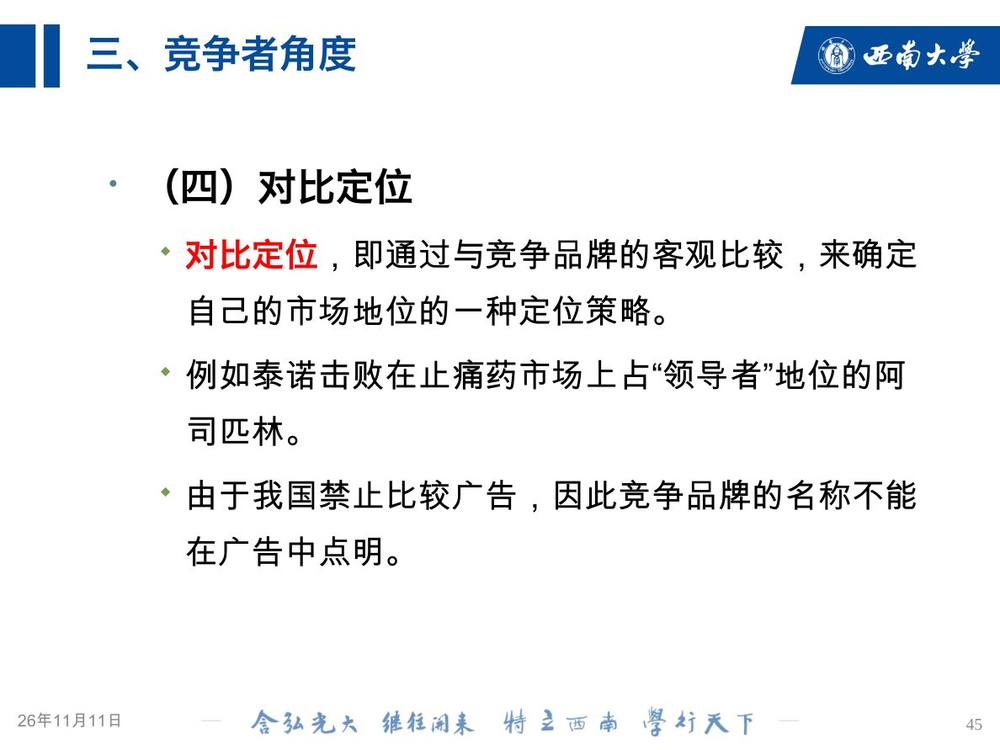 三、竞争者角度
西南大学
• （四）对比定位
对比定位，即通过与竞争品牌的客观比较，来确定
自己的市场地位的一种定位策略。
例如泰诺击败在止痛药市场上占“领导者”地位的阿
司匹林。
由于我国禁止比较广告，因此竞争品牌的名称不能
在广告中点明。
26年11月11日
含弘光大 继往开来 特立西南 學行天下
45